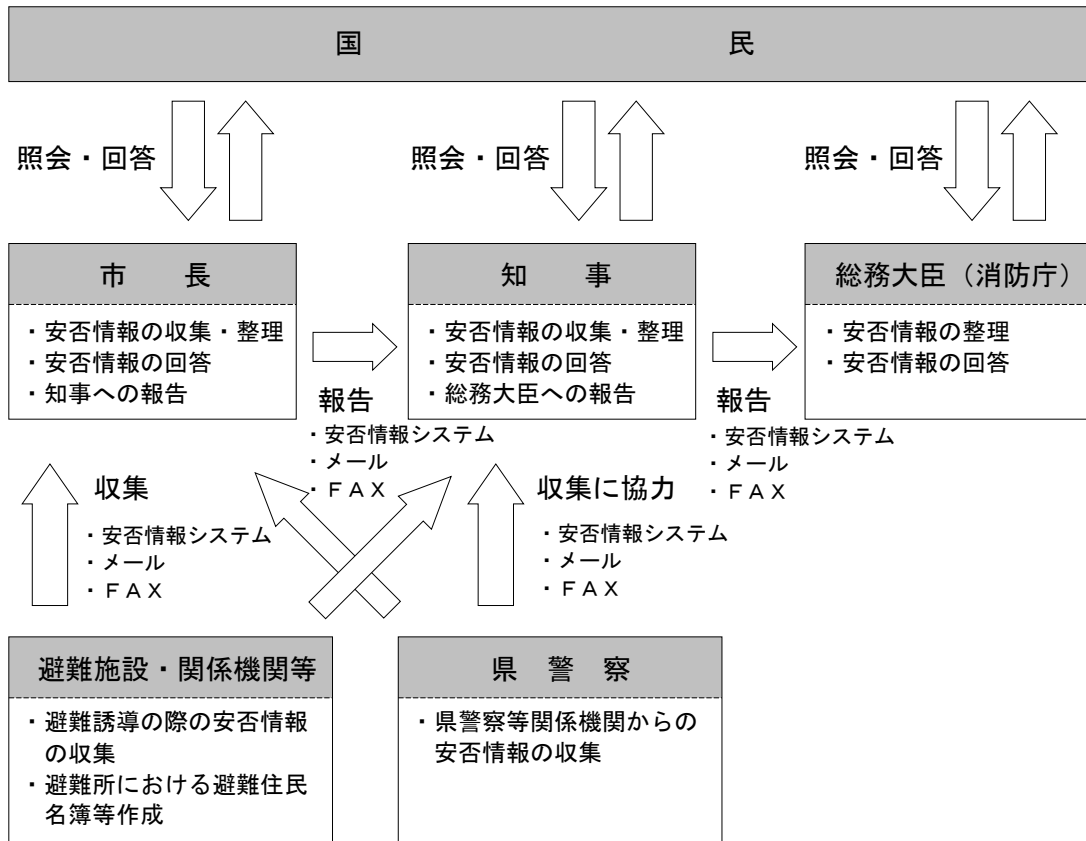 国 民
照会・回答
照会・回答
照会・回答
市 長
・安否情報の収集・整理
・安否情報の回答
・知事への報告
報告
・安否情報システム
・メール
・ＦＡＸ
知 事
・安否情報の収集・整理
・安否情報の回答
・総務大臣への報告
報告
・安否情報システム
・メール
・ＦＡＸ
総務大臣（消防庁）
・安否情報の整理
・安否情報の回答
収集
・安否情報システム
・メール
・ＦＡＸ
収集に協力
・安否情報システム
・メール
・ＦＡＸ
避難施設・関係機関等
・避難誘導の際の安否情報
の収集
・避難所における避難住民
名簿等作成
県 警 察
・県警察等関係機関からの
安否情報の収集